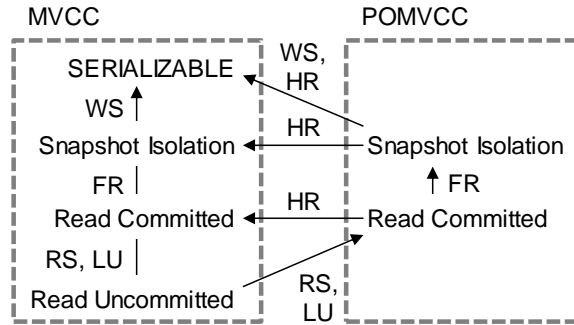 MVCC
POMVCC
SERIALIZABLE
WS,
HR
WS
HR
Snapshot Isolation
Snapshot Isolation
FR
FR
HR
Read Committed
Read Committed
RS, LU
RS,
LU
Read Uncommitted